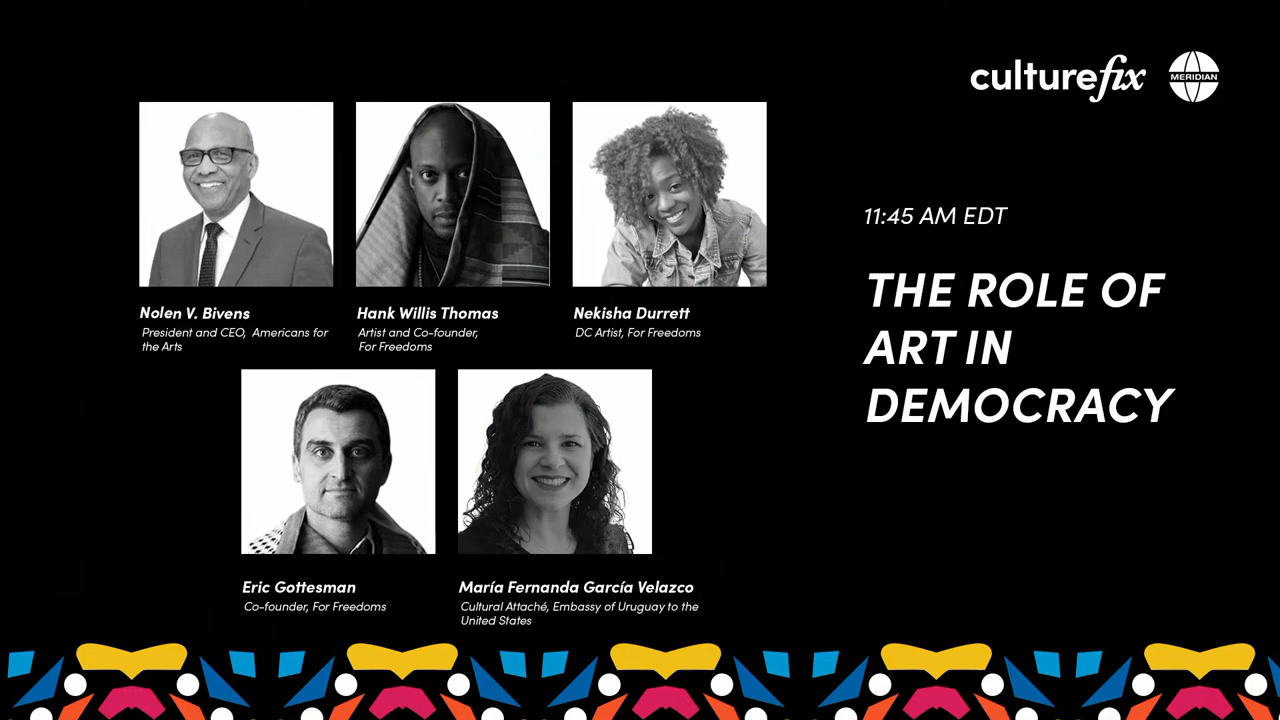 culturefix
MERIDIAN
11:45 AM EDT
THE ROLE OF
ART IN
DEMOCRACY
Nolen V. Bivens
President and CEO, Americans for
the Arts
Hank Willis Thomas
Artist and Co-founder,
For Freedoms
Nekisha Durrett
DC Artist, For Freedoms
Eric Gottesman
Co-founder, For Freedoms
María Fernanda García Velazco
Cultural Attaché, Embassy of Uruguay to the
United States